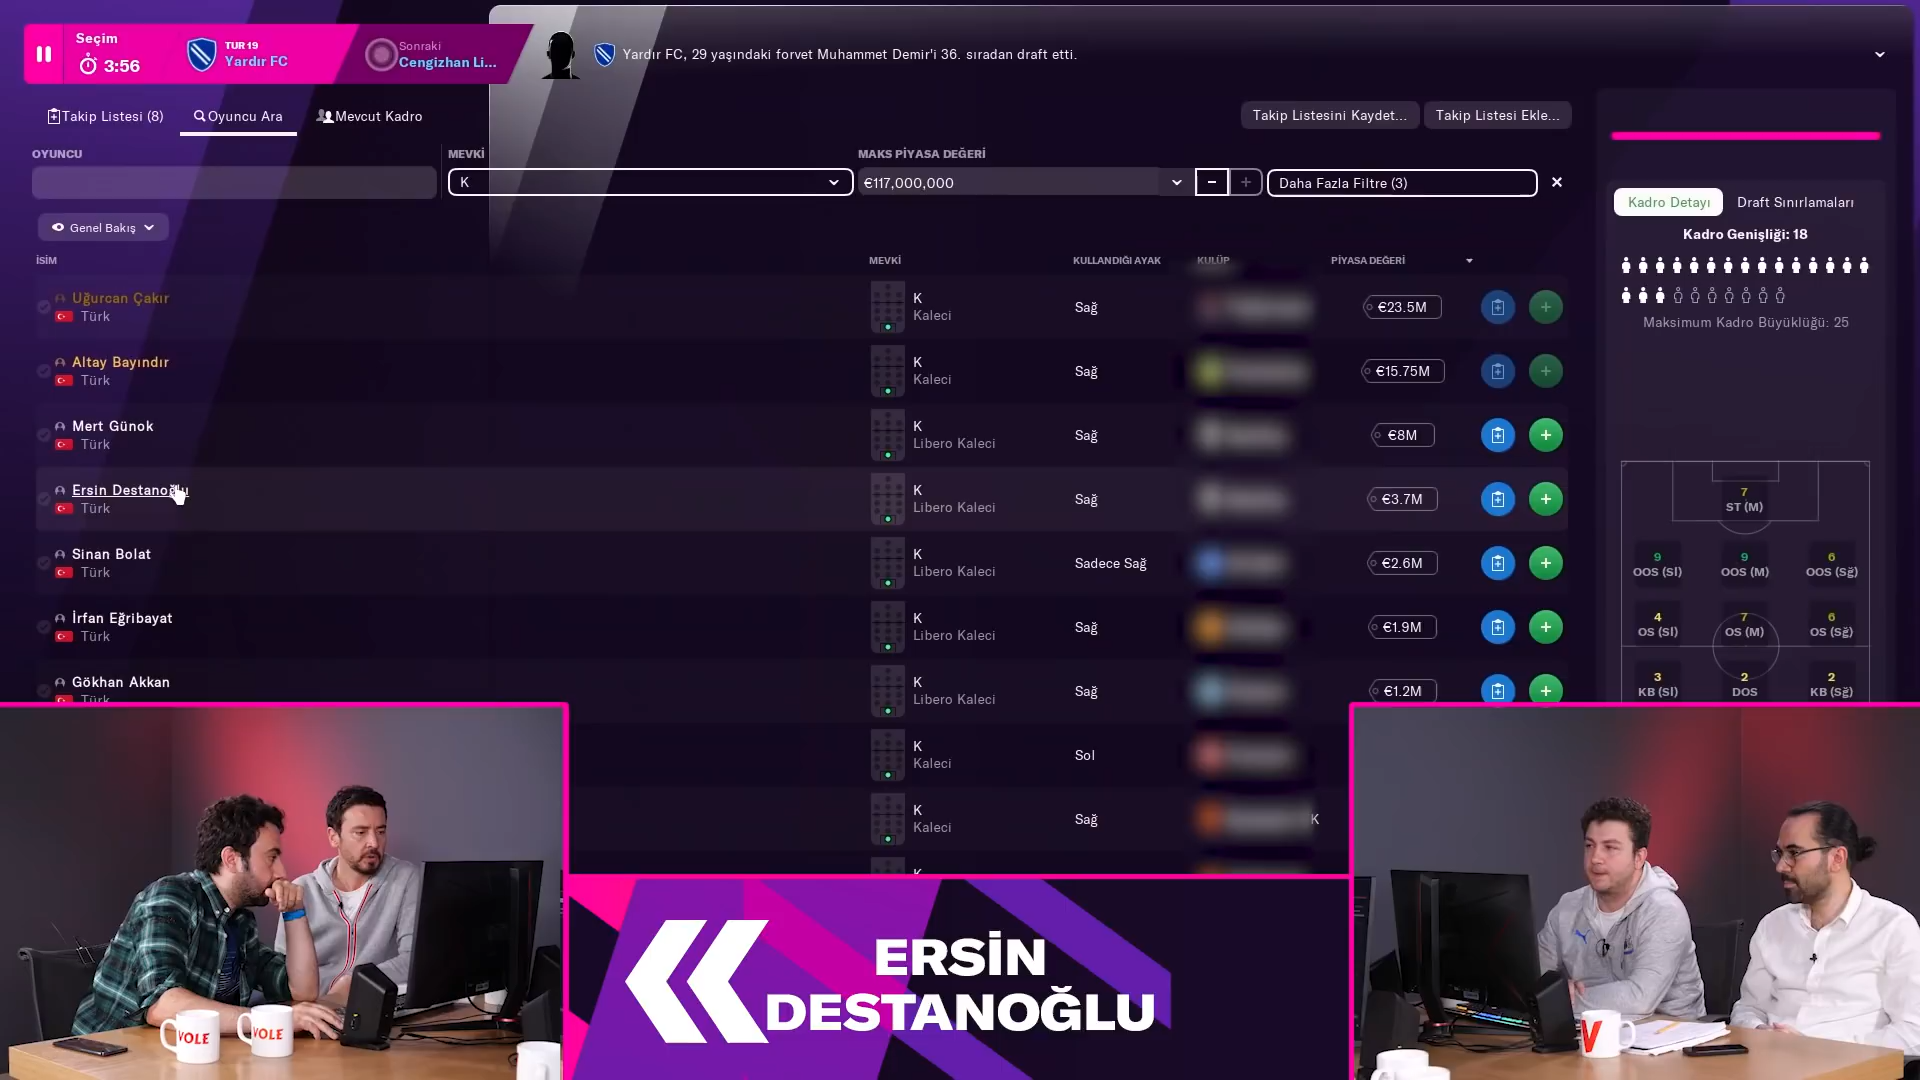 Seçim
3:56
TUR 19
Yardır FC
Sonraki
Cengizhan Li...
Yardır FC, 29 yaşındaki forvet Muhammet Demir'i 36. sıradan draft etti.
Takip Listesi (8)
Oyuncu Ara
Mevcut Kadro
Takip Listesini Kaydet...
Takip Listesi Ekle...
OYUNCU
MEVKİ
MAKS PİYASA DEĞERİ
K
€117,000,000
Daha Fazla Filtre (3)
Genel Bakış
İSİM
MEVKİ
KULLANDIĞI AYAK
KULÜP
PİYASA DEĞERİ
Uğurcan Çakır
Türk
K
Kaleci
Sağ
€23.5M
Altay Bayındır
Türk
K
Kaleci
Sağ
€15.75M
Mert Günok
Türk
K
Libero Kaleci
Sağ
€8M
Ersin Destanoğlu
Türk
K
Libero Kaleci
Sağ
€3.7M
Sinan Bolat
Türk
K
Libero Kaleci
Sadece Sağ
€2.6M
İrfan Eğribayat
Türk
K
Libero Kaleci
Sağ
€1.9M
Gökhan Akkan
Türk
K
Libero Kaleci
Sağ
€1.2M
K
Kaleci
Sol
K
Kaleci
Sağ
K
K
Kadro Detayı
Draft Sınırlamaları
Kadro Genişliği: 18
Maksimum Kadro Büyüklüğü: 25
7
ST (M)
9
OOS (Sl)
9
OOS (M)
6
OOS (Sğ)
4
OS (Sl)
7
OS (M)
6
OS (Sğ)
3
KB (Sl)
2
DOS
2
KB (Sğ)
VOLE
VOLE
V
ERSİN
DESTANOĞLU